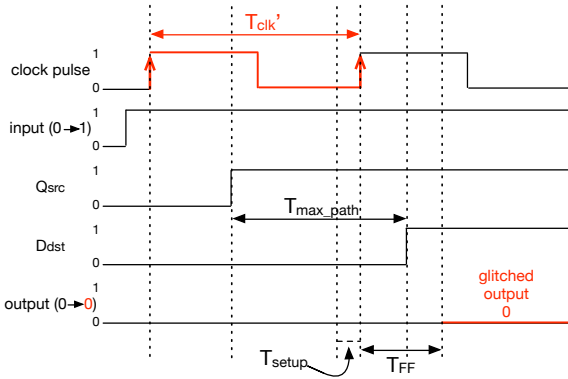 Tclk'
1
clock pulse
0
input (0→1)
1
0
1
Qsrc
0
Tmax_path
1
Ddst
0
1
output (0→0)
0
glitched
output
0
Tsetup
TFF